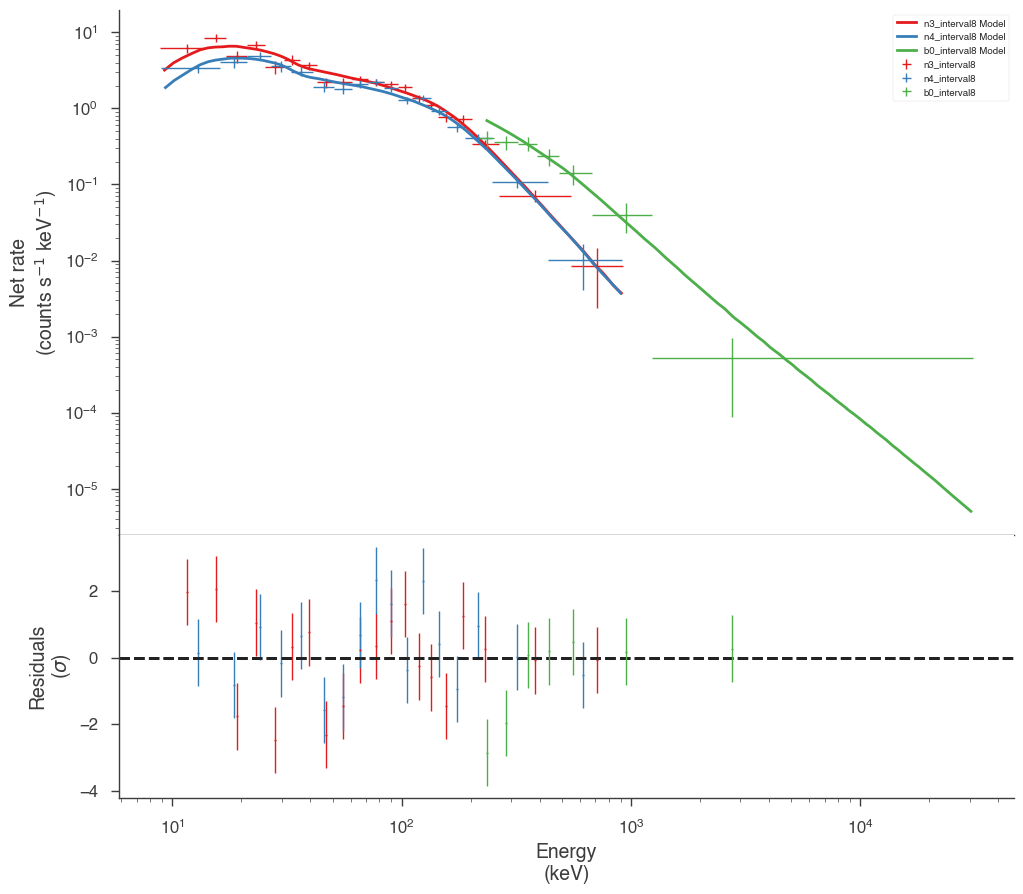 n3_interval8 Model
n4_interval8 Model
b0_interval8 Model
n3_interval8
n4_interval8
b0_interval8
Net rate
(counts s⁻¹ keV⁻¹)
10¹
10⁰
10⁻¹
10⁻²
10⁻³
10⁻⁴
10⁻⁵
Residuals
(σ)
2
0
−2
−4
10¹ 10² 10³ 10⁴
Energy
(keV)